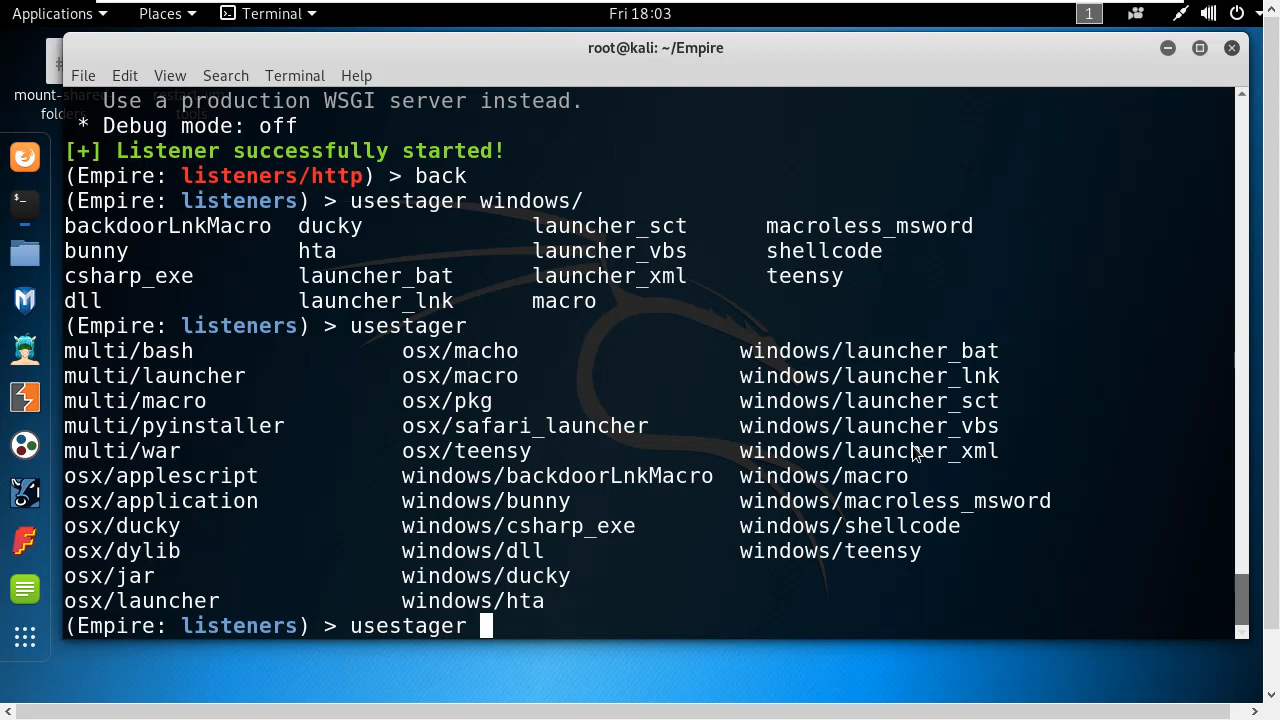 Applications Places Terminal Fri 18:03 1
root@kali: ~/Empire
File Edit View Search Terminal Help
mount-shared
folders
Use a production WSGI server instead.
* Debug mode: off
[+] Listener successfully started!
(Empire: listeners/http) > back
(Empire: listeners) > usestager windows/
backdoorLnkMacro ducky launcher_sct macroless_msword
bunny hta launcher_vbs shellcode
csharp_exe launcher_bat launcher_xml teensy
dll launcher_lnk macro
(Empire: listeners) > usestager
multi/bash osx/macho windows/launcher_bat
multi/launcher osx/macro windows/launcher_lnk
multi/macro osx/pkg windows/launcher_sct
multi/pyinstaller osx/safari_launcher windows/launcher_vbs
multi/war osx/teensy windows/launcher_xml
osx/applescript windows/backdoorLnkMacro windows/macro
osx/application windows/bunny windows/macroless_msword
osx/ducky windows/csharp_exe windows/shellcode
osx/dylib windows/dll windows/teensy
osx/jar windows/ducky
osx/launcher windows/hta
(Empire: listeners) > usestager